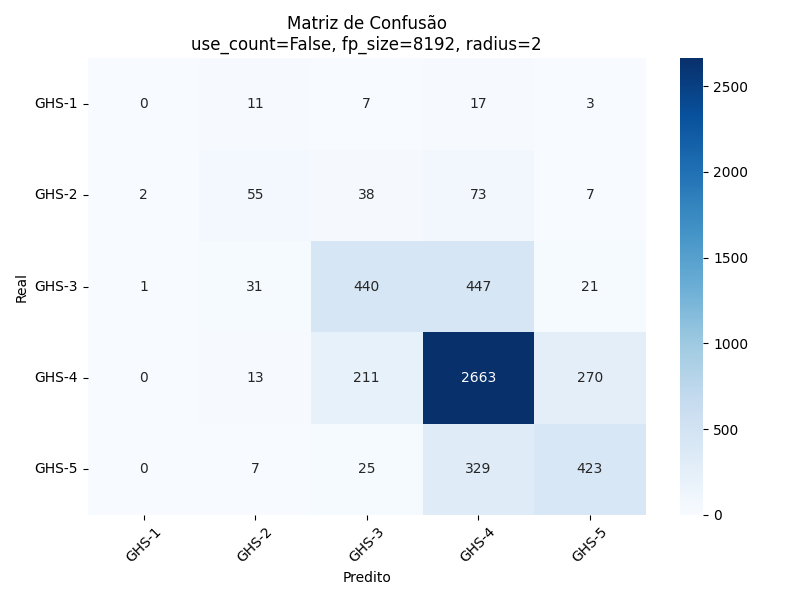 Matriz de Confusão
use_count=False, fp_size=8192, radius=2
GHS-1 0 11 7 17 3
GHS-2 2 55 38 73 7
GHS-3 1 31 440 447 21
GHS-4 0 13 211 2663 270
GHS-5 0 7 25 329 423
GHS-1 GHS-2 GHS-3 GHS-4 GHS-5
Real
Predito
2500
2000
1500
1000
500
0